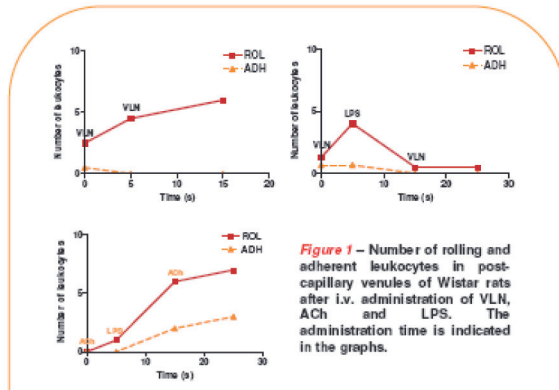 10
ROL
ADH
Number of leukocytes
5
VLN
VLN
0
0
5
10
15
20
Time (s)
10
ROL
ADH
Number of leukocytes
5
VLN
LPS
VLN
0
0
10
20
30
Time (s)
10
ROL
ADH
Number of leukocytes
5
ACh
LPS
ACh
0
0
10
20
30
Time (s)
Figure 1 – Number of rolling and
adherent leukocytes in post-
capillary venules of Wistar rats
after i.v. administration of VLN,
ACh and LPS. The
administration time is indicated
in the graphs.